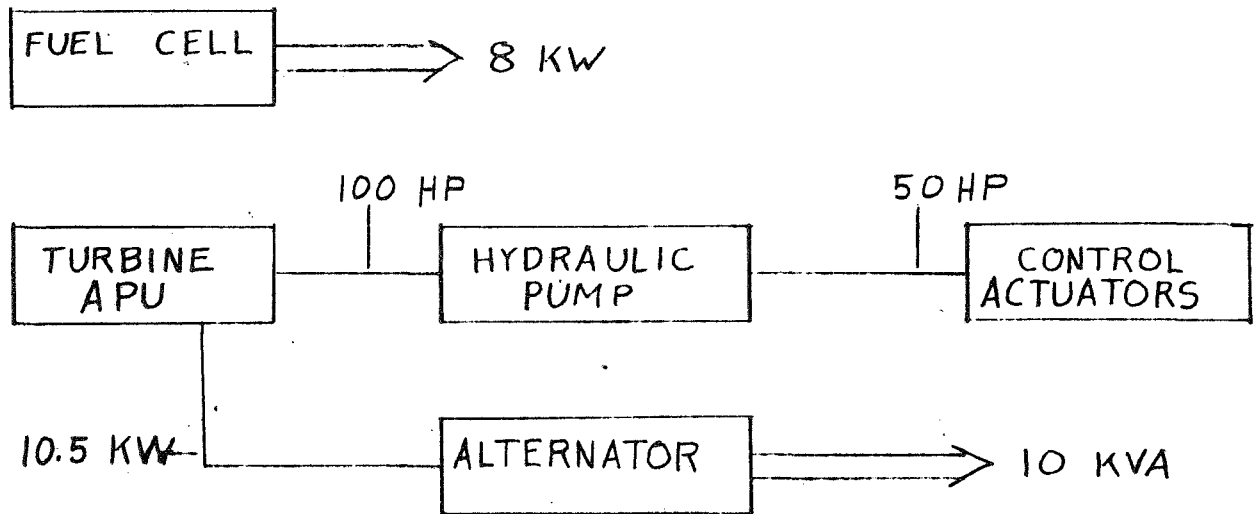 FUEL CELL
8 KW
100 HP
50 HP
TURBINE
APU
HYDRAULIC
PUMP
CONTROL
ACTUATORS
10.5 KW
ALTERNATOR
10 KVA